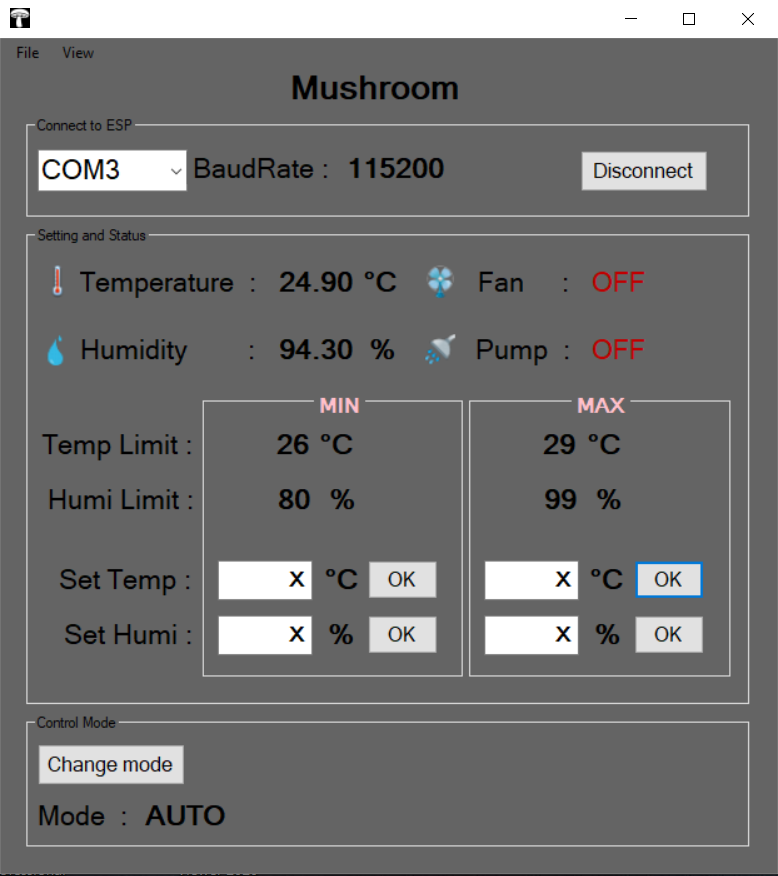 File View
Mushroom
Connect to ESP
COM3 BaudRate : 115200 Disconnect
Setting and Status
Temperature : 24.90 °C Fan : OFF
Humidity : 94.30 % Pump : OFF
MIN MAX
Temp Limit : 26 °C 29 °C
Humi Limit : 80 % 99 %
Set Temp : X °C OK X °C OK
Set Humi : X % OK X % OK
Control Mode
Change mode
Mode : AUTO